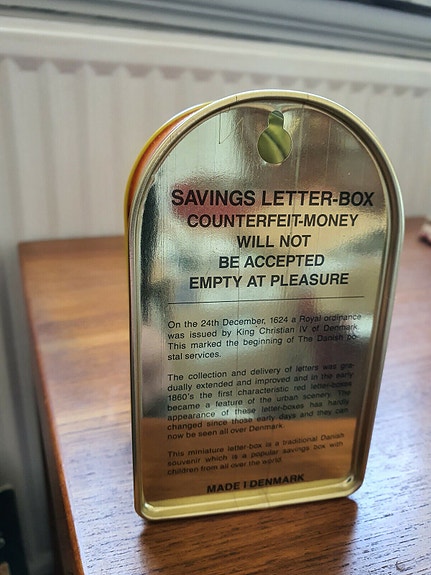 SAVINGS LETTER-BOX
COUNTERFEIT-MONEY
WILL NOT
BE ACCEPTED
EMPTY AT PLEASURE
On the 24th December, 1624 a Royal ordinance
was issued by King Christian IV of Denmark.
This marked the beginning of The Danish po-
stal services.
The collection and delivery of letters was gra-
dually extended and improved and in the early
1860's the first characteristic red letter-boxes
became a feature of the urban scenery. The
appearance of these letter-boxes has hardly
changed since those early days and they can
now be seen all over Denmark.
This miniature letter-box is a traditional Danish
souvenir which is a popular savings box with
children from all over the world.
MADE I DENMARK